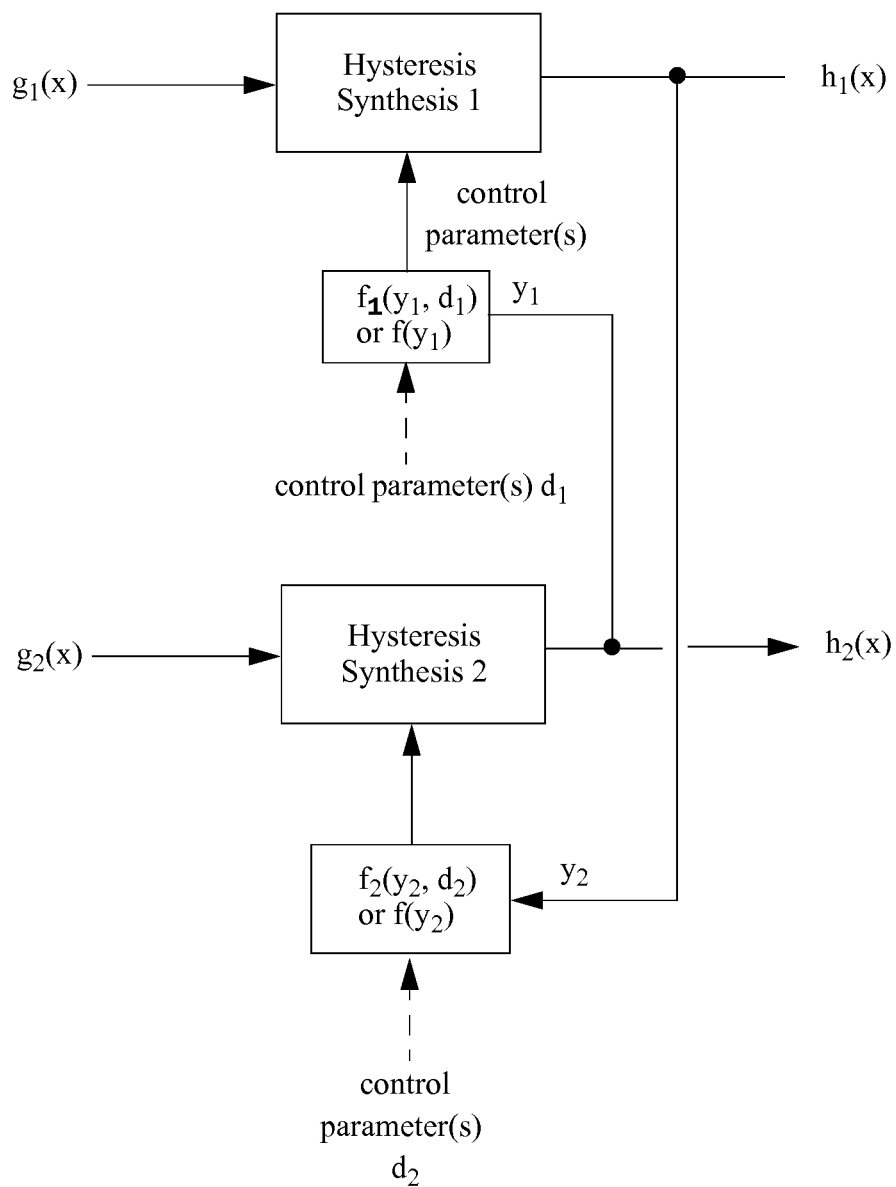 Hysteresis
Synthesis 1
g₁(x)
h₁(x)
control
parameter(s)
f₁(y₁, d₁)
or f(y₁)
y₁
control parameter(s) d₁
Hysteresis
Synthesis 2
g₂(x)
h₂(x)
f₂(y₂, d₂)
or f(y₂)
y₂
control
parameter(s)
d₂